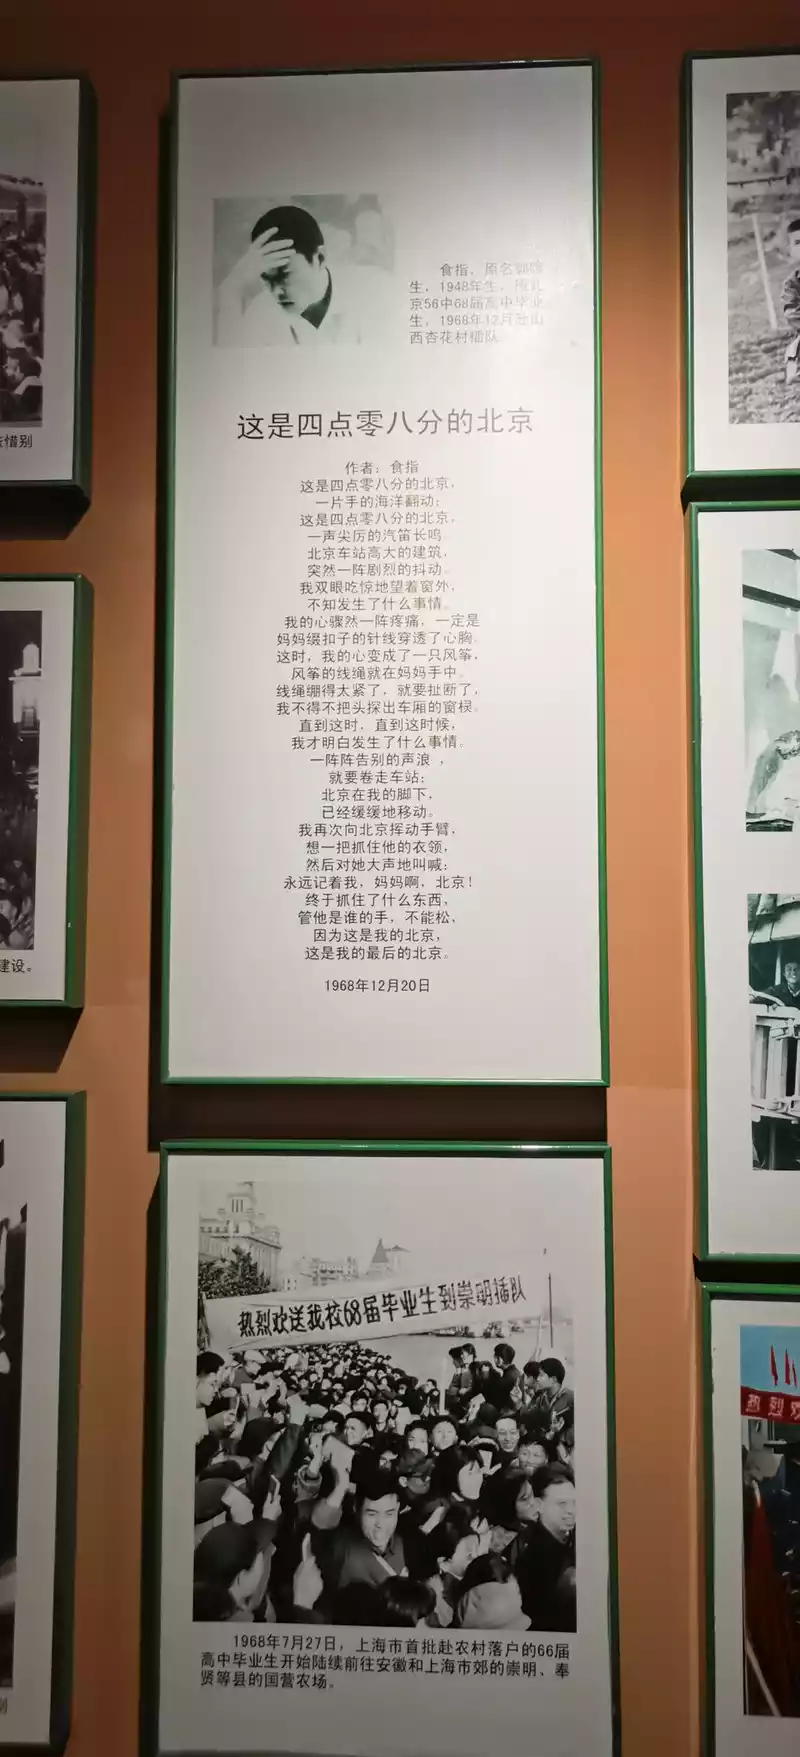 食指，原名郭路
生，1948年生，原北
京56中68届高中毕业
生，1968年12月赴山
西杏花村插队
这是四点零八分的北京
作者：食指
这是四点零八分的北京，
一片手的海洋翻动；
这是四点零八分的北京，
一声尖厉的汽笛长鸣。
北京车站高大的建筑，
突然一阵剧烈的抖动。
我双眼吃惊地望着窗外，
不知发生了什么事情。
我的心骤然一阵疼痛，一定是
妈妈缀扣子的针线穿透了心胸。
这时，我的心变成了一只风筝，
风筝的线绳就在妈妈手中。
线绳绷得太紧了，就要扯断了，
我不得不把头探出车厢的窗棂。
直到这时，直到这时候，
我才明白发生了什么事情。
一阵阵告别的声浪 ，
就要卷走车站；
北京在我的脚下，
已经缓缓地移动。
我再次向北京挥动手臂，
想一把抓住他的衣领，
然后对她大声地叫喊：
永远记着我，妈妈啊，北京！
终于抓住了什么东西，
管他是谁的手，不能松，
因为这是我的北京，
这是我的最后的北京。
1968年12月20日
惜别
建设。
热烈欢送我校68届毕业生到崇明插队
热烈欢
1968年7月27日，上海市首批赴农村落户的66届
高中毕业生开始陆续前往安徽和上海市郊的崇明、奉
贤等县的国营农场。
别